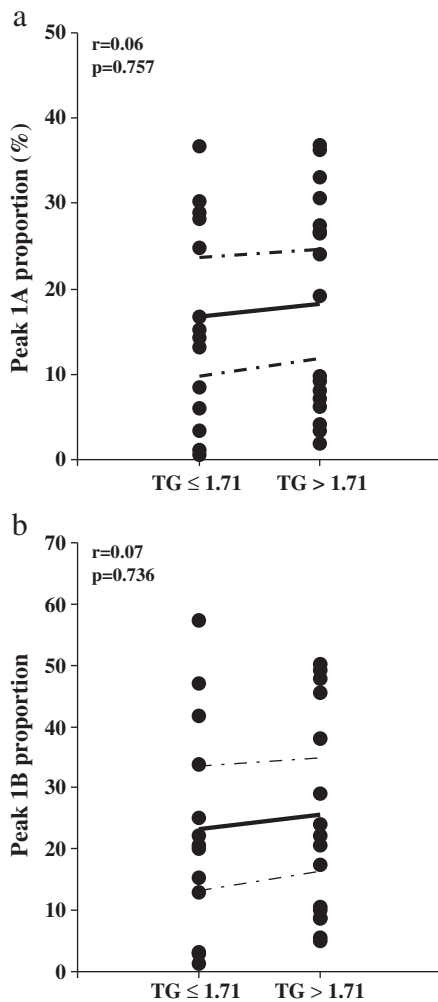 a
r=0.06
p=0.757
Peak 1A proportion (%)
50
40
30
20
10
0
TG ≤ 1.71 TG > 1.71
b
r=0.07
p=0.736
Peak 1B proportion
70
60
50
40
30
20
10
0
TG ≤ 1.71 TG > 1.71